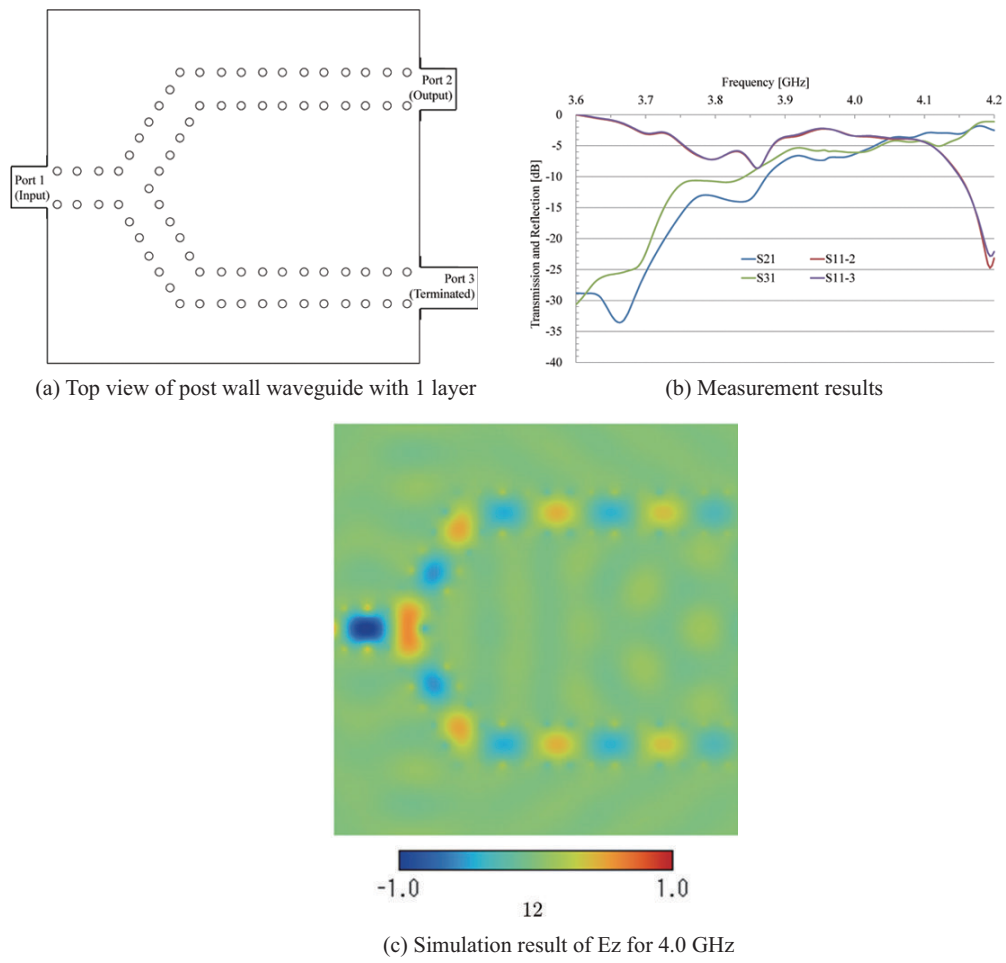 Port 1
(Input)
Port 2
(Output)
Port 3
(Terminated)
(a) Top view of post wall waveguide with 1 layer
Frequency [GHz]
3.6 3.7 3.8 3.9 4.0 4.1 4.2
Transmission and Reflection [dB]
0
-5
-10
-15
-20
-25
-30
-35
-40
S21 S11-2
S31 S11-3
(b) Measurement results
-1.0 1.0
12
(c) Simulation result of Ez for 4.0 GHz